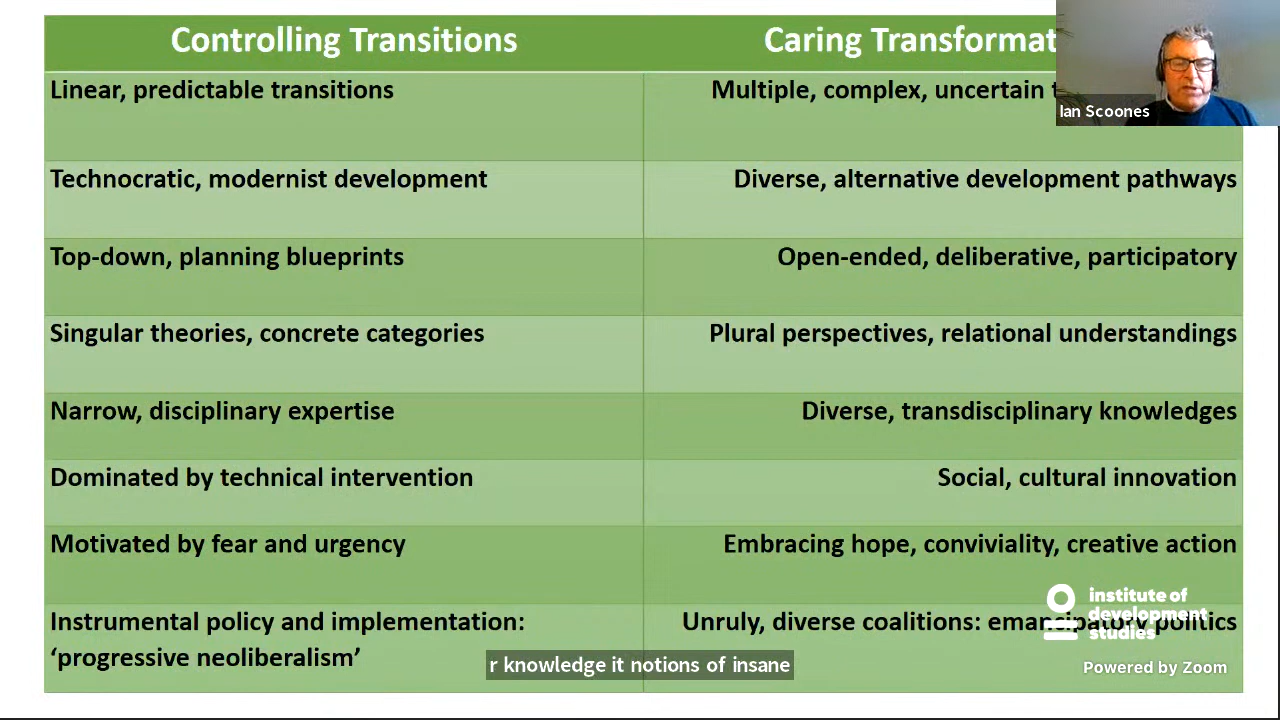 Controlling Transitions
Caring Transformat
Linear, predictable transitions
Multiple, complex, uncertain t
Ian Scoones
Technocratic, modernist development
Diverse, alternative development pathways
Top-down, planning blueprints
Open-ended, deliberative, participatory
Singular theories, concrete categories
Plural perspectives, relational understandings
Narrow, disciplinary expertise
Diverse, transdisciplinary knowledges
Dominated by technical intervention
Social, cultural innovation
Motivated by fear and urgency
Embracing hope, conviviality, creative action
Instrumental policy and implementation:
‘progressive neoliberalism’
Unruly, diverse coalitions: emancipatory politics
institute of
development
studies
Powered by Zoom
r knowledge it notions of insane